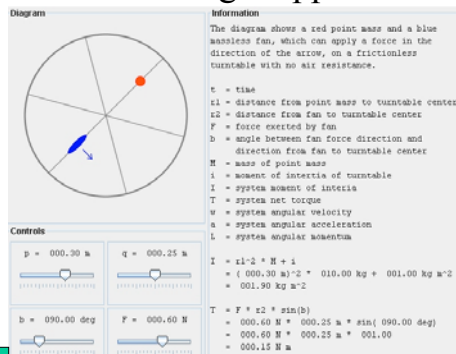 Diagram
Information
The diagram shows a red point mass and a blue
massless fan, which can apply a force in the
direction of the arrow, on a frictionless
turntable with no air resistance.
t = time
r1 = distance from point mass to turntable center
r2 = distance from fan to turntable center
F = force exerted by fan
b = angle between fan force direction and
direction from fan to turntable center
M = mass of point mass
i = moment of intertia of turntable
I = system moment of interia
T = system net torque
w = system angular velocity
a = system angular acceleration
L = system angular momentum
I = r1^2 * M + i
= ( 000.30 m)^2 * 010.00 kg + 001.00 kg m^2
= 001.90 kg m^2
T = F * r2 * sin(b)
= 000.60 N * 000.25 m * sin( 090.00 deg)
= 000.60 N * 000.25 m * 001.00
= 000.15 N m
Controls
p = 000.30 m
q = 000.25 m
b = 090.00 deg
F = 000.60 N